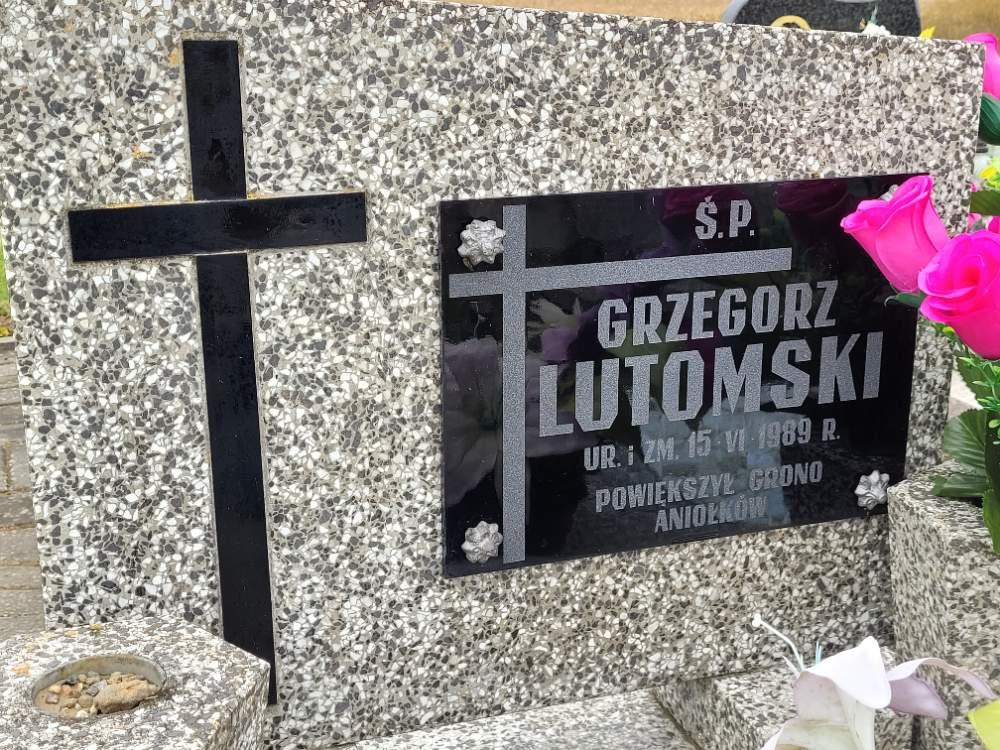 Ś.P.
GRZEGORZ
LUTOMSKI
UR. i ZM. 15 VI 1989 R.
POWIĘKSZYŁ GRONO
ANIOŁKÓW